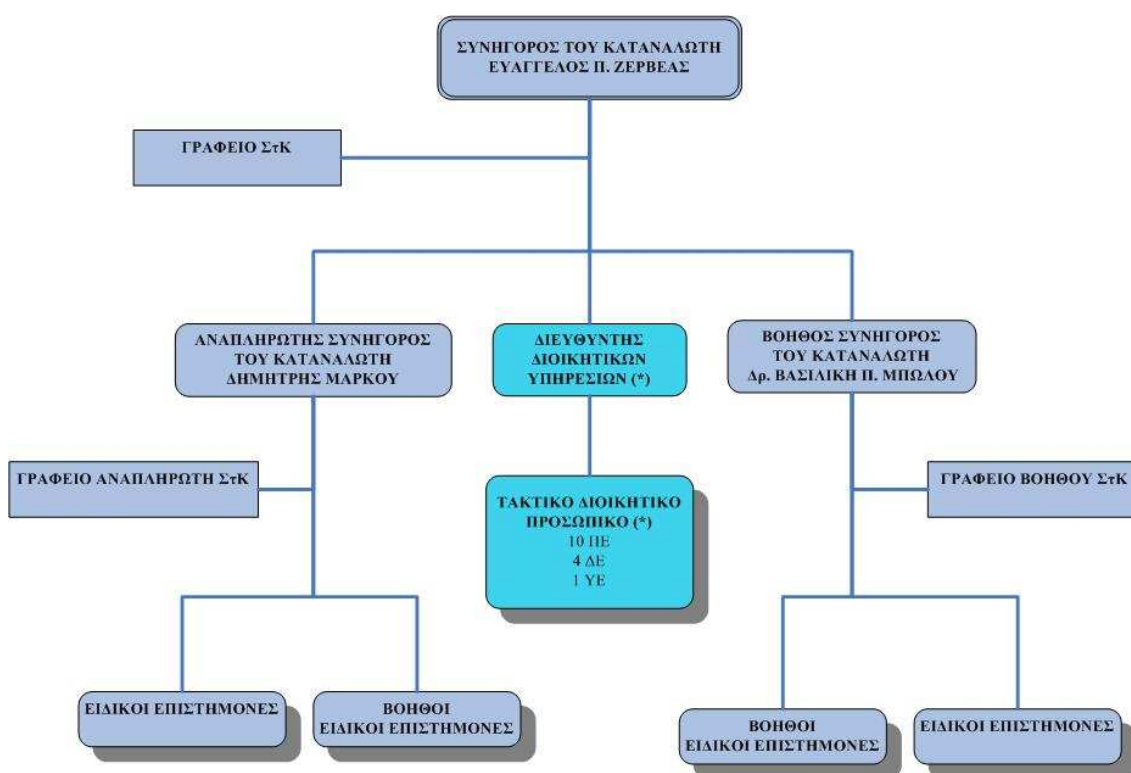 ΣΥΝΗΓΟΡΟΣ ΤΟΥ ΚΑΤΑΝΑΛΩΤΗ
ΕΥΑΓΓΕΛΟΣ Π. ΖΕΡΒΕΑΣ
ΓΡΑΦΕΙΟ ΣτΚ
ΑΝΑΠΛΗΡΩΤΗΣ ΣΥΝΗΓΟΡΟΣ
ΤΟΥ ΚΑΤΑΝΑΛΩΤΗ
ΔΗΜΗΤΡΗΣ ΜΑΡΚΟΥ
ΔΙΕΥΘΥΝΤΗΣ
ΔΙΟΙΚΗΤΙΚΩΝ
ΥΠΗΡΕΣΙΩΝ (*)
ΒΟΗΘΟΣ ΣΥΝΗΓΟΡΟΣ
ΤΟΥ ΚΑΤΑΝΑΛΩΤΗ
Δρ. ΒΑΣΙΛΙΚΗ Π. ΜΠΩΛΟΥ
ΓΡΑΦΕΙΟ ΑΝΑΠΛΗΡΩΤΗ ΣτΚ
ΤΑΚΤΙΚΟ ΔΙΟΙΚΗΤΙΚΟ
ΠΡΟΣΩΠΙΚΟ (*)
10 ΠΕ
4 ΔΕ
1 ΥΕ
ΓΡΑΦΕΙΟ ΒΟΗΘΟΥ ΣτΚ
ΕΙΔΙΚΟΙ ΕΠΙΣΤΗΜΟΝΕΣ
ΒΟΗΘΟΙ
ΕΙΔΙΚΟΙ ΕΠΙΣΤΗΜΟΝΕΣ
ΒΟΗΘΟΙ
ΕΙΔΙΚΟΙ ΕΠΙΣΤΗΜΟΝΕΣ
ΕΙΔΙΚΟΙ ΕΠΙΣΤΗΜΟΝΕΣ